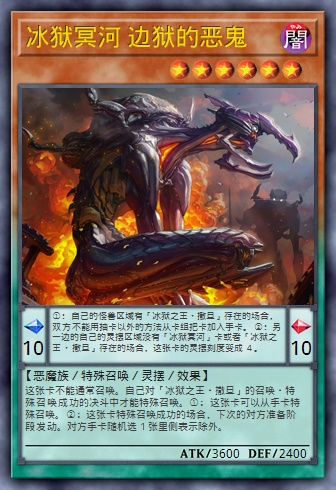 冰狱冥河 边狱的恶鬼
闇
①：自己的怪兽区域有「冰狱之王·撒旦」存在的场合，
双方不能用抽卡以外的方法从卡组把卡加入手卡。②：另
一边的自己的灵摆区域没有「冰狱冥河」卡或者「冰狱之
王·撒旦」存在的场合，这张卡的灵摆刻度变成 4 。
10
10
【恶魔族 / 特殊召唤 / 灵摆 / 效果】
这张卡不能通常召唤。自己对「冰狱之王·撒旦」的召唤·特
殊召唤成功的决斗中才能特殊召唤。①：这张卡可以从手卡特
殊召唤。②：这张卡特殊召唤成功的场合，下次的对方准备阶
段发动。对方手卡随机选 1 张里侧表示除外。
ATK/3600 DEF/2400